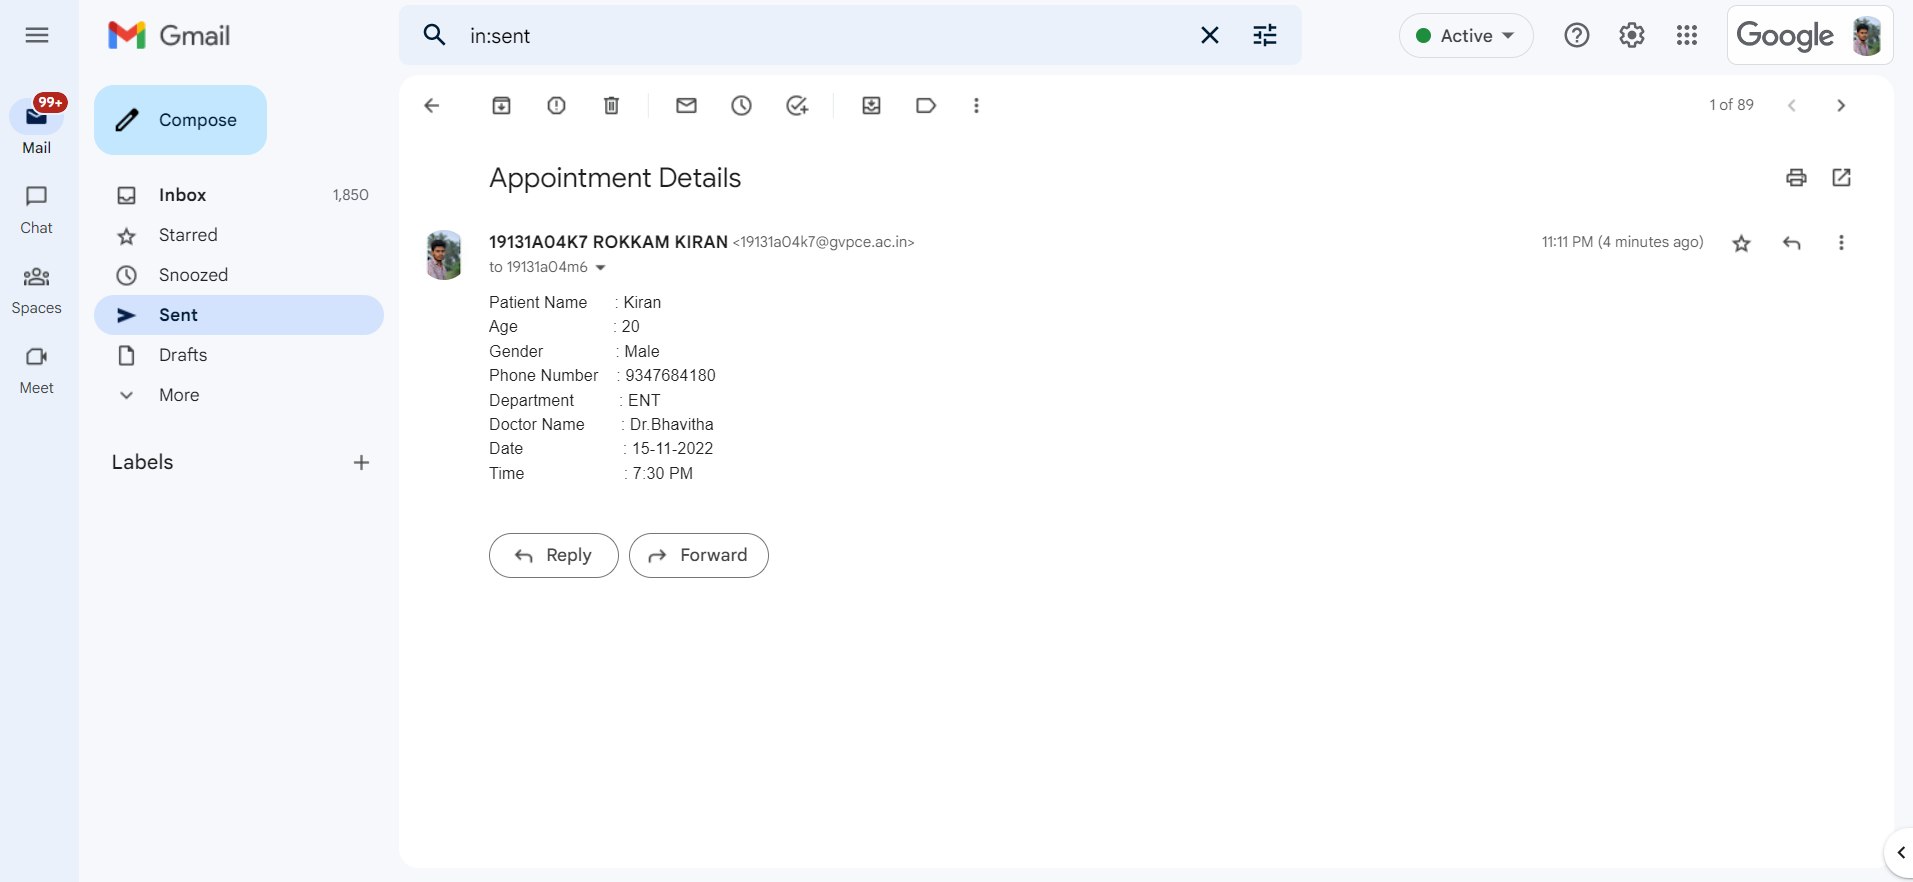 Gmail
in:sent
Active
Google
99+
Mail
Compose
1 of 89
Inbox 1,850
Chat
Starred
Snoozed
Spaces
Sent
Drafts
Meet
More
Labels
Appointment Details
19131A04K7 ROKKAM KIRAN <19131a04k7@gvpce.ac.in> 11:11 PM (4 minutes ago)
to 19131a04m6
Patient Name : Kiran
Age : 20
Gender : Male
Phone Number : 9347684180
Department : ENT
Doctor Name : Dr.Bhavitha
Date : 15-11-2022
Time : 7:30 PM
Reply
Forward